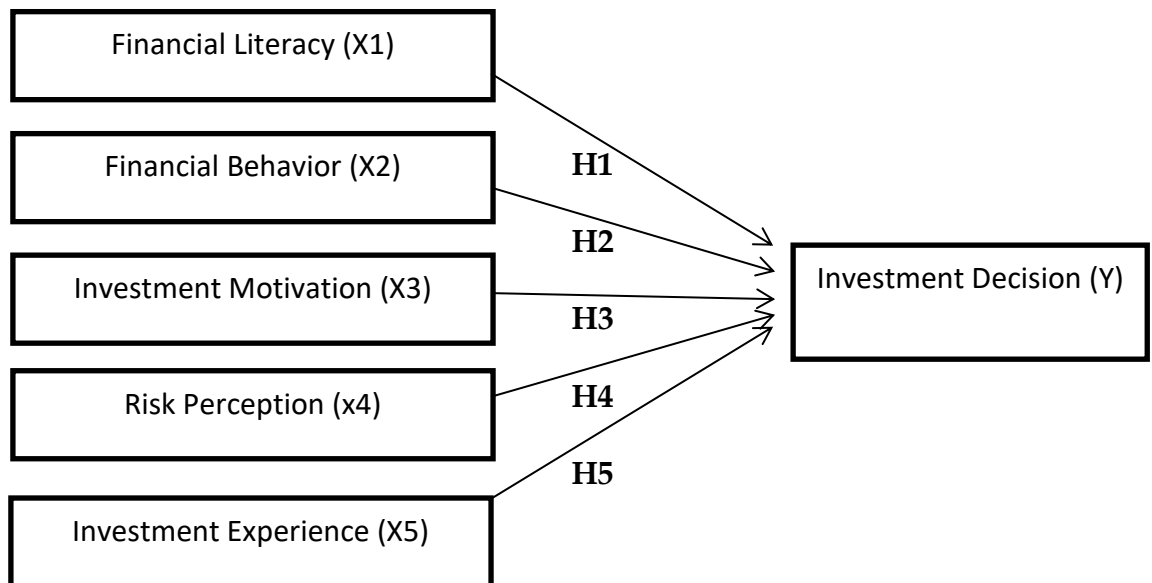 Financial Literacy (X1)
H1
Financial Behavior (X2)
H2
Investment Motivation (X3)
H3
Risk Perception (x4)
H4
Investment Experience (X5)
H5
Investment Decision (Y)